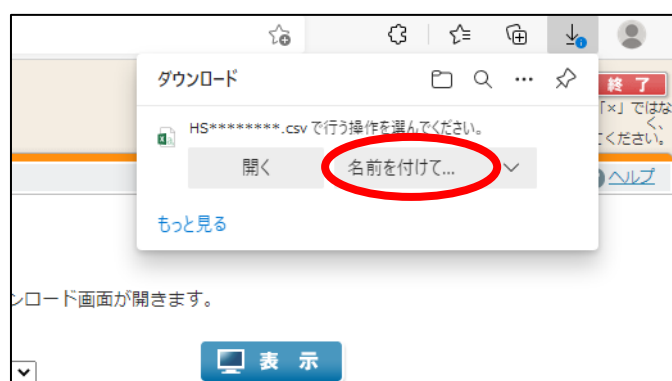 ダウンロード
終 了
「×」ではな
く、
てください。
HS********.csv で行う操作を選んでください。
開く
名前を付けて...
ヘルプ
もっと見る
ンロード画面が開きます。
表 示